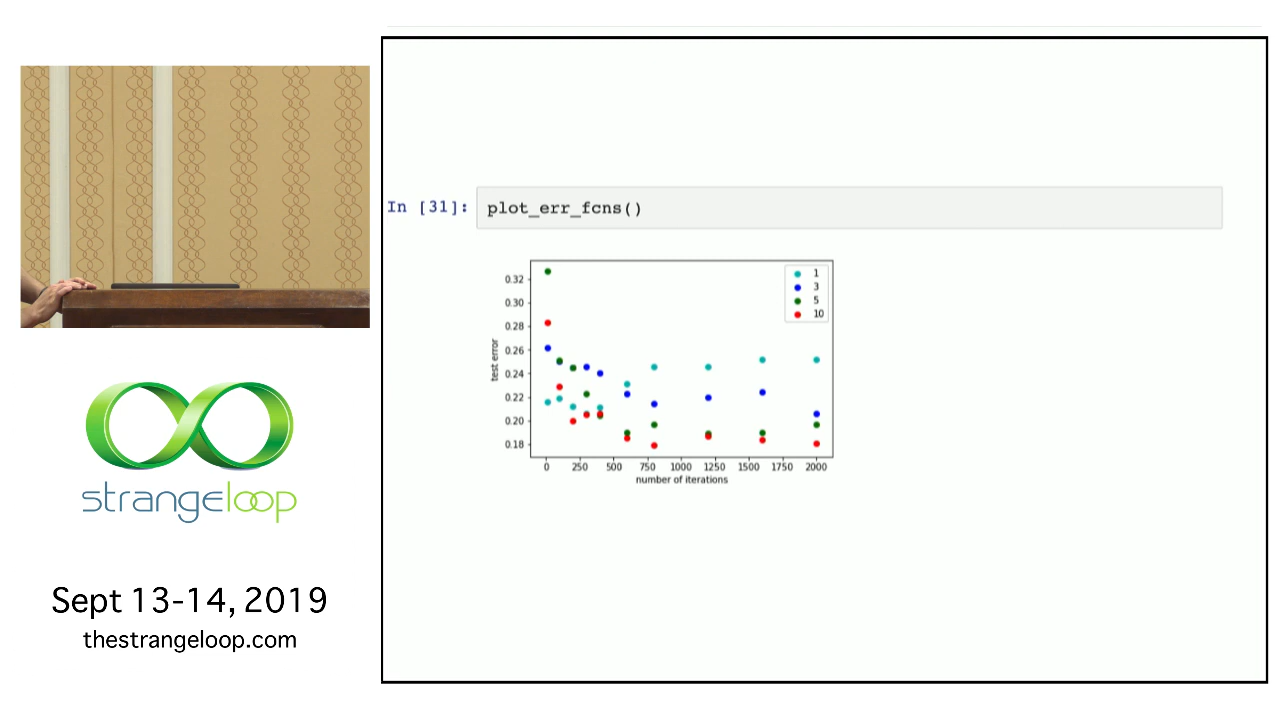 In [31]:
plot_err_fcns()
0.32
0.30
0.28
0.26
0.24
0.22
0.20
0.18
test error
1
3
5
10
0 250 500 750 1000 1250 1500 1750 2000
number of iterations
strangeloop
Sept 13-14, 2019
thestrangeloop.com